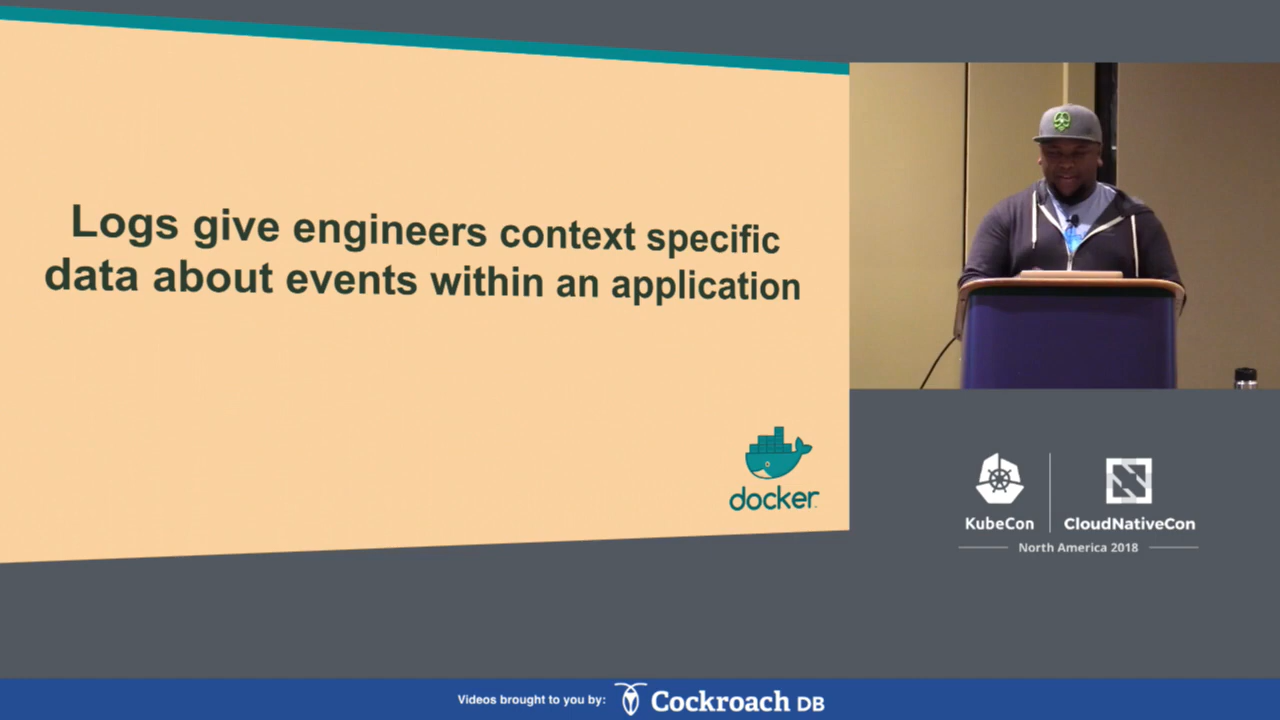 Logs give engineers context specific
data about events within an application
docker
KubeCon
CloudNativeCon
North America 2018
Videos brought to you by:
Cockroach DB